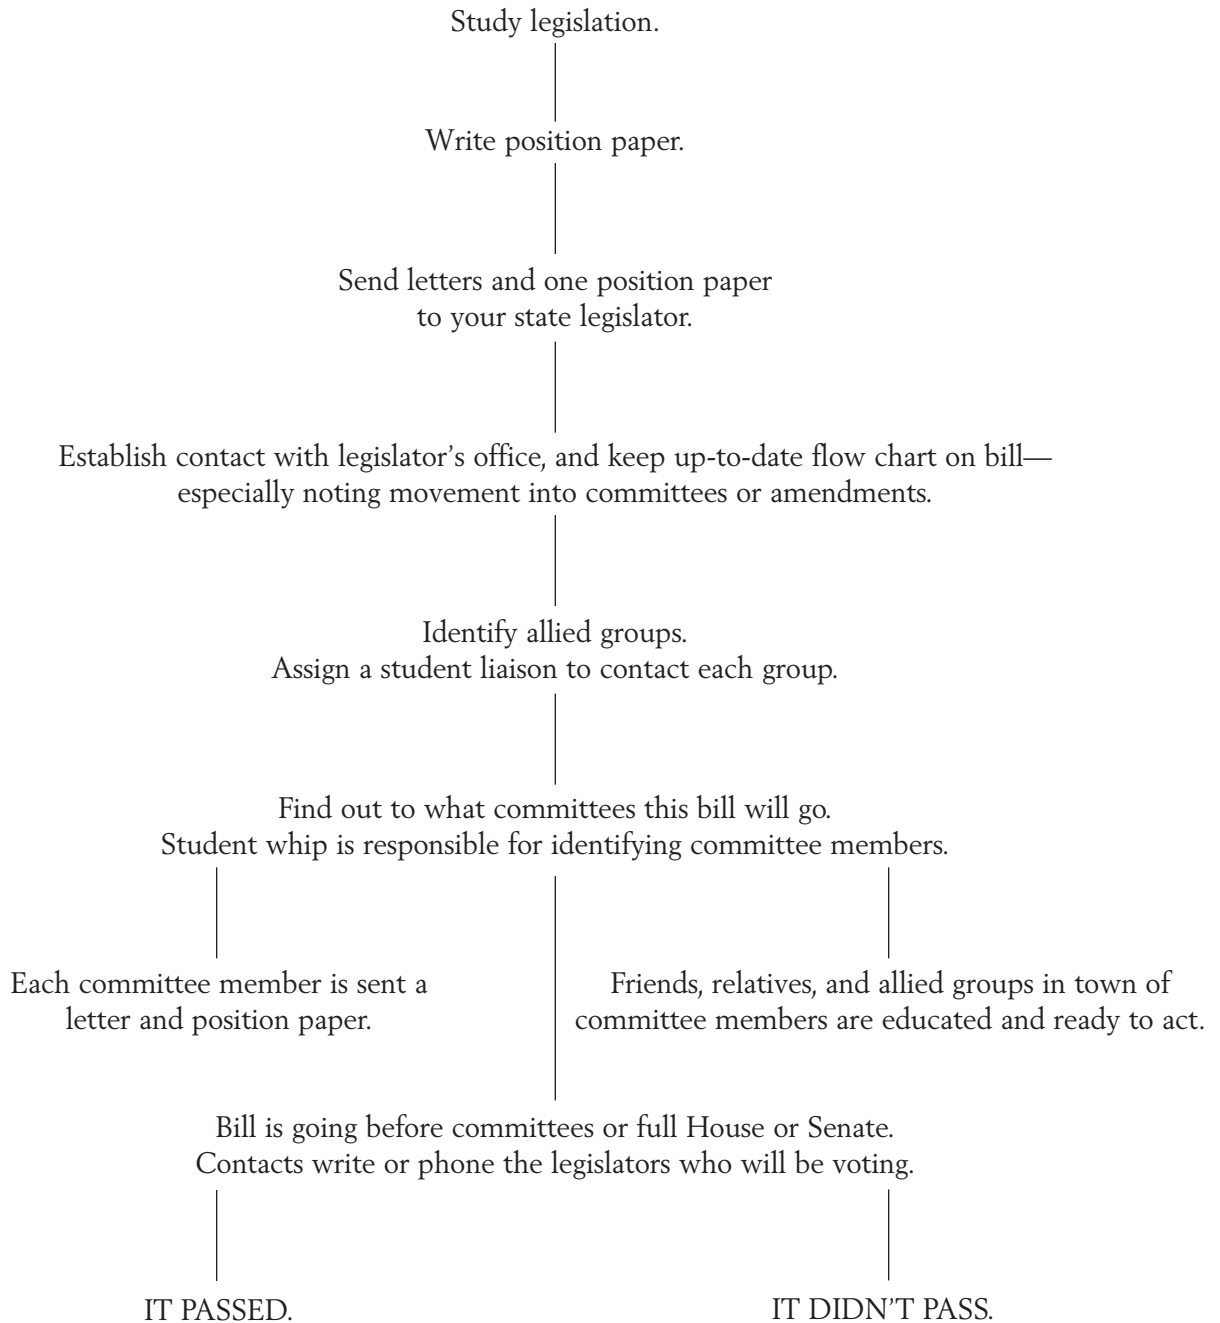 Study legislation.
Write position paper.
Send letters and one position paper
to your state legislator.
Establish contact with legislator’s office, and keep up-to-date flow chart on bill—
especially noting movement into committees or amendments.
Identify allied groups.
Assign a student liaison to contact each group.
Find out to what committees this bill will go.
Student whip is responsible for identifying committee members.
Each committee member is sent a
letter and position paper.
Friends, relatives, and allied groups in town of
committee members are educated and ready to act.
Bill is going before committees or full House or Senate.
Contacts write or phone the legislators who will be voting.
IT PASSED.
IT DIDN’T PASS.